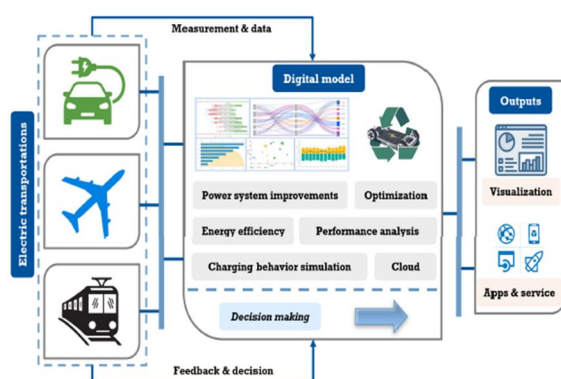 Measurement & data
Electric transportations
Digital model
Power system improvements
Optimization
Energy efficiency
Performance analysis
Charging behavior simulation
Cloud
Decision making
Feedback & decision
Outputs
Visualization
Apps & service